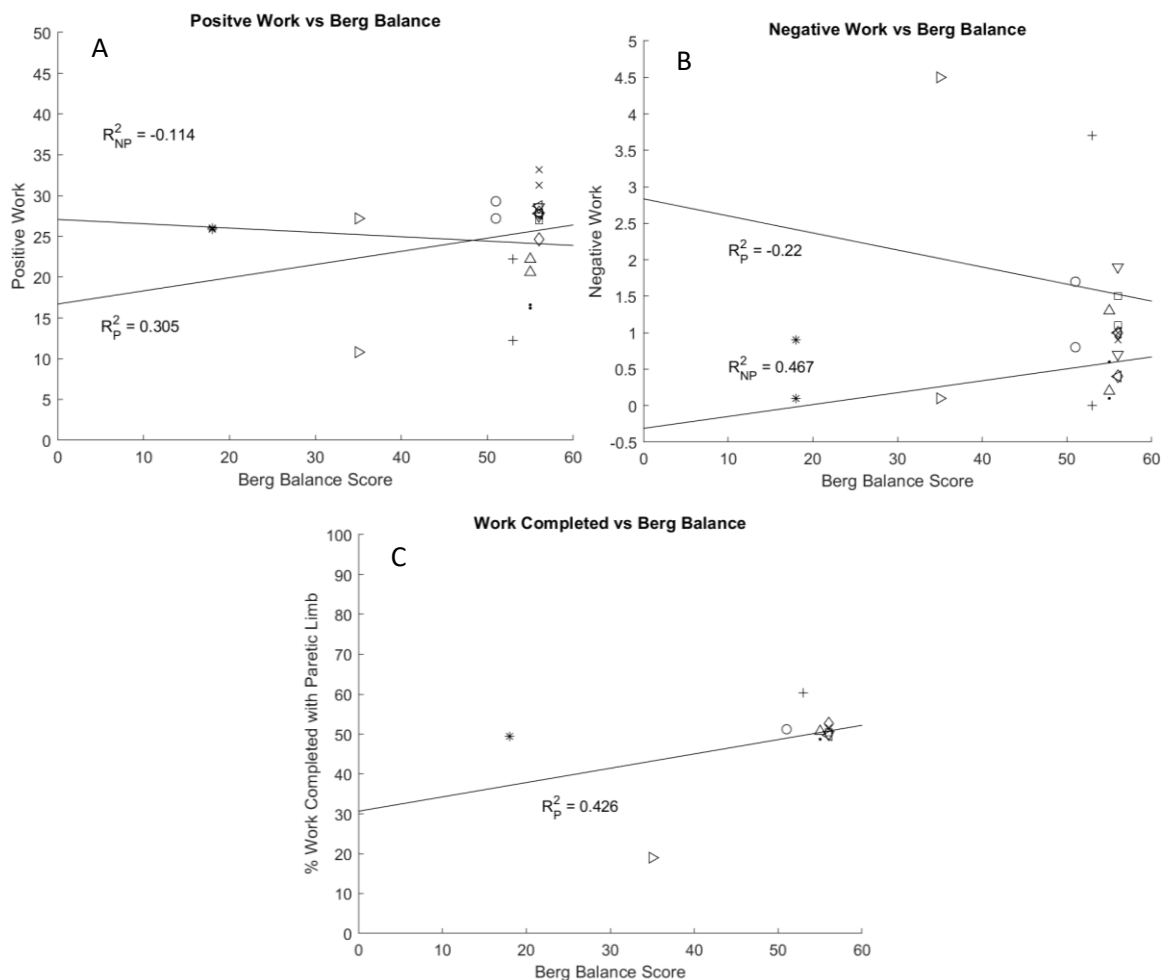 Positve Work vs Berg Balance
A
50
45
40
35
30
25
20
15
10
5
0
Positive Work
R²NP = -0.114
R²P = 0.305
0 10 20 30 40 50 60
Berg Balance Score
Negative Work vs Berg Balance
B
5
4.5
4
3.5
3
2.5
2
1.5
1
0.5
0
-0.5
Negative Work
R²P = -0.22
R²NP = 0.467
0 10 20 30 40 50 60
Berg Balance Score
Work Completed vs Berg Balance
C
100
90
80
70
60
50
40
30
20
10
0
% Work Completed with Paretic Limb
R²P = 0.426
0 10 20 30 40 50 60
Berg Balance Score